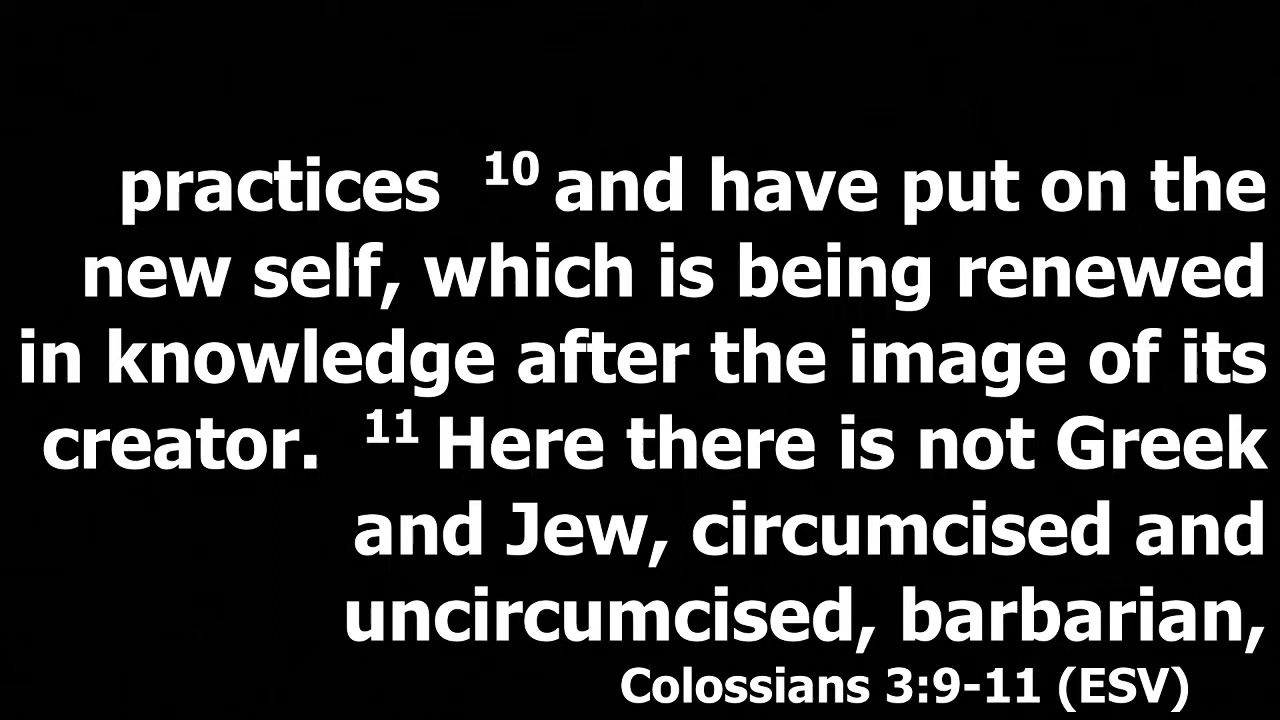 practices 10 and have put on the
new self, which is being renewed
in knowledge after the image of its
creator. 11 Here there is not Greek
and Jew, circumcised and
uncircumcised, barbarian,
Colossians 3:9-11 (ESV)